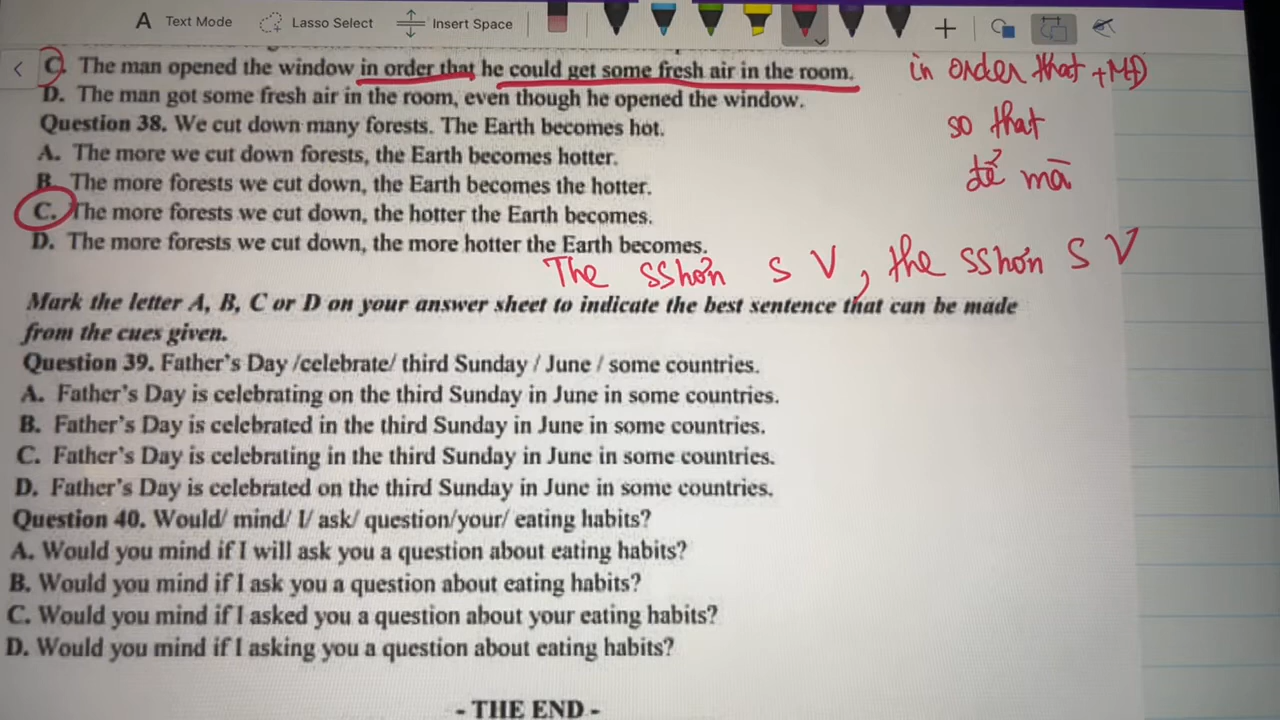 A Text Mode Lasso Select Insert Space
C. The man opened the window in order that he could get some fresh air in the room. in order that + MĐ
D. The man got some fresh air in the room, even though he opened the window.
so that
Question 38. We cut down many forests. The Earth becomes hot.
A. The more we cut down forests, the Earth becomes hotter.
để mà
B. The more forests we cut down, the Earth becomes the hotter.
C. The more forests we cut down, the hotter the Earth becomes.
D. The more forests we cut down, the more hotter the Earth becomes.
The SShơn S V, the SShơn S V
Mark the letter A, B, C or D on your answer sheet to indicate the best sentence that can be made
from the cues given.
Question 39. Father's Day /celebrate/ third Sunday / June / some countries.
A. Father's Day is celebrating on the third Sunday in June in some countries.
B. Father's Day is celebrated in the third Sunday in June in some countries.
C. Father's Day is celebrating in the third Sunday in June in some countries.
D. Father's Day is celebrated on the third Sunday in June in some countries.
Question 40. Would/ mind/ I/ ask/ question/your/ eating habits?
A. Would you mind if I will ask you a question about eating habits?
B. Would you mind if I ask you a question about eating habits?
C. Would you mind if I asked you a question about your eating habits?
D. Would you mind if I asking you a question about eating habits?
- THE END -